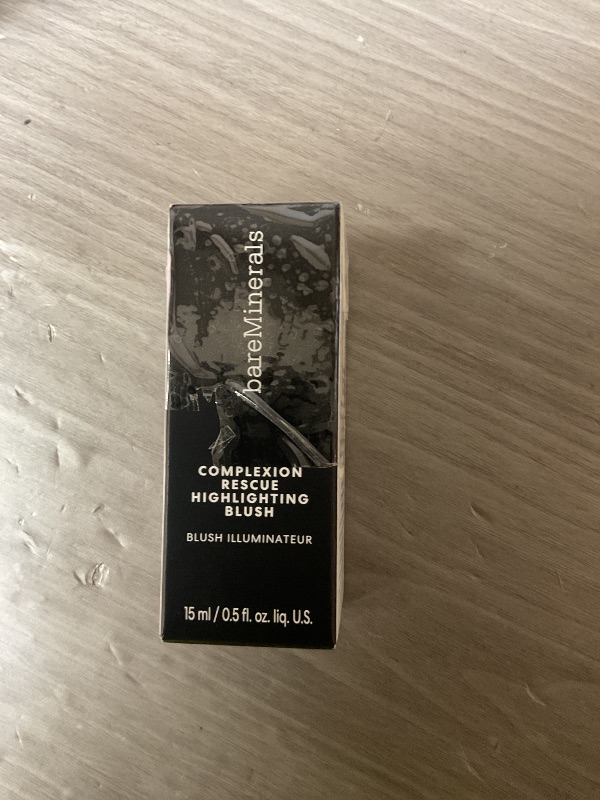 bareMinerals
COMPLEXION
RESCUE
HIGHLIGHTING
BLUSH
BLUSH ILLUMINATEUR
15 ml / 0.5 fl. oz. liq. U.S.